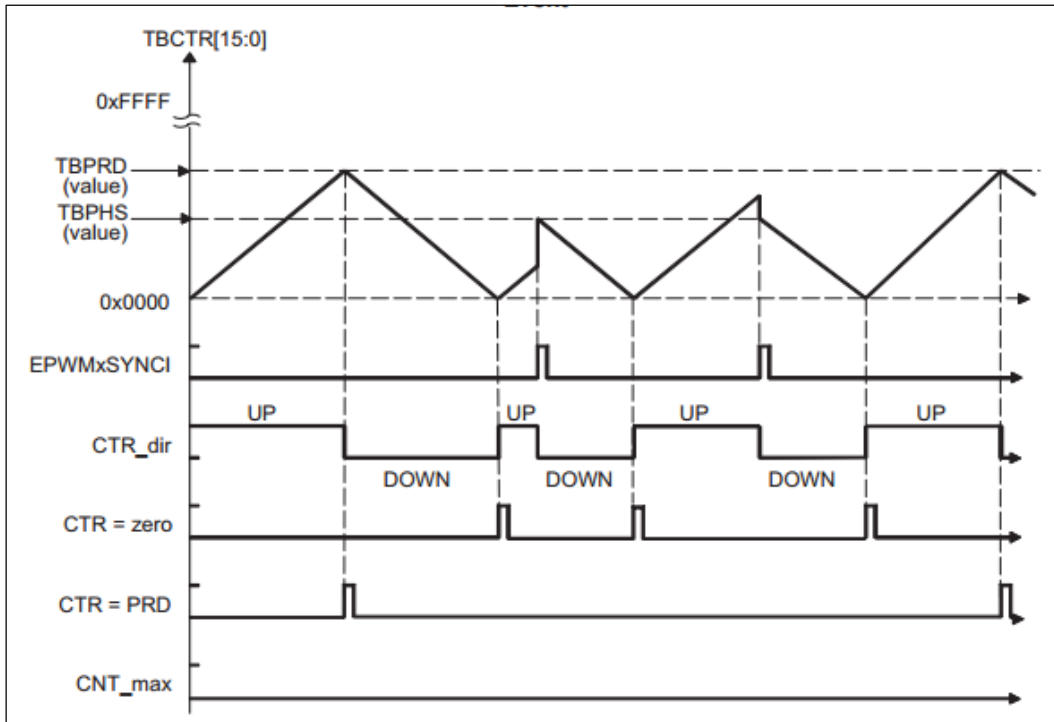 TBCTR[15:0]
0xFFFF
TBPRD
(value)
TBPHS
(value)
0x0000
EPWMxSYNCI
UP
UP
UP
UP
CTR_dir
DOWN
DOWN
DOWN
CTR = zero
CTR = PRD
CNT_max